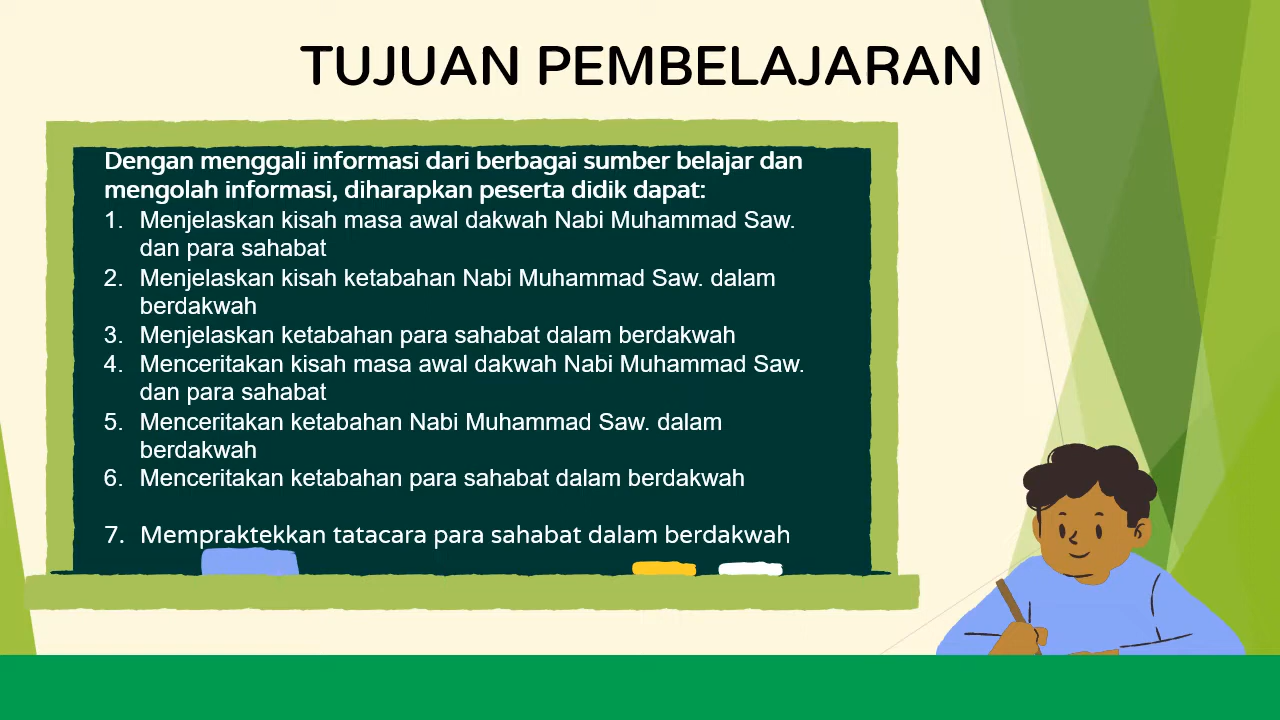 TUJUAN PEMBELAJARAN
Dengan menggali informasi dari berbagai sumber belajar dan
mengolah informasi, diharapkan peserta didik dapat:
1. Menjelaskan kisah masa awal dakwah Nabi Muhammad Saw.
dan para sahabat
2. Menjelaskan kisah ketabahan Nabi Muhammad Saw. dalam
berdakwah
3. Menjelaskan ketabahan para sahabat dalam berdakwah
4. Menceritakan kisah masa awal dakwah Nabi Muhammad Saw.
dan para sahabat
5. Menceritakan ketabahan Nabi Muhammad Saw. dalam
berdakwah
6. Menceritakan ketabahan para sahabat dalam berdakwah
7. Mempraktekkan tatacara para sahabat dalam berdakwah